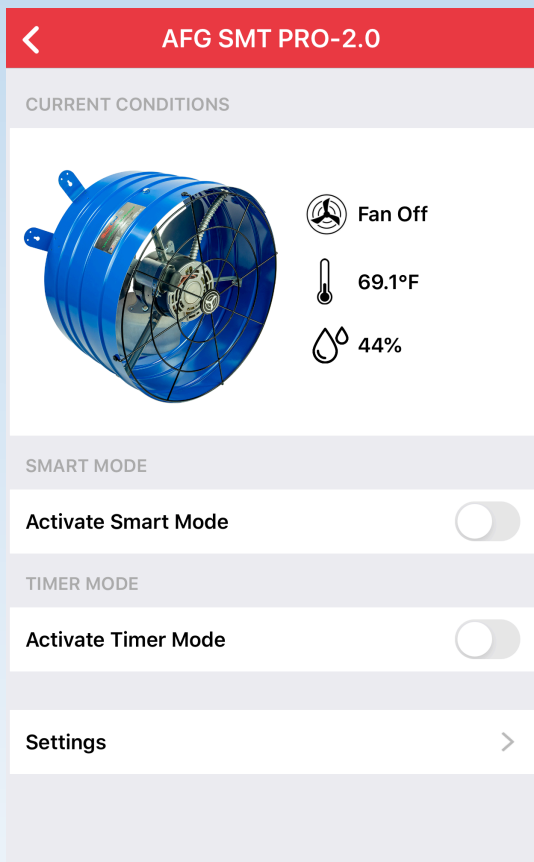 AFG SMT PRO-2.0
CURRENT CONDITIONS
Fan Off
69.1°F
44%
SMART MODE
Activate Smart Mode
TIMER MODE
Activate Timer Mode
Settings